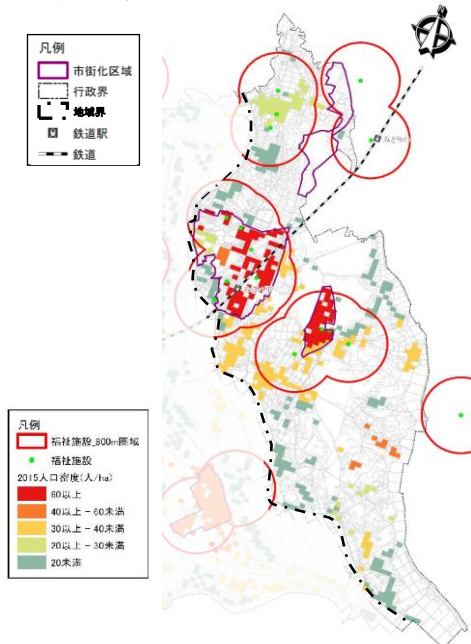 凡例
市街化区域
行政界
地域界
鉄道駅
鉄道
凡例
福祉施設_800m圏域
福祉施設
2015人口密度(人/ha)
60以上
40以上 - 60未満
30以上 - 40未満
20以上 - 30未満
20未満